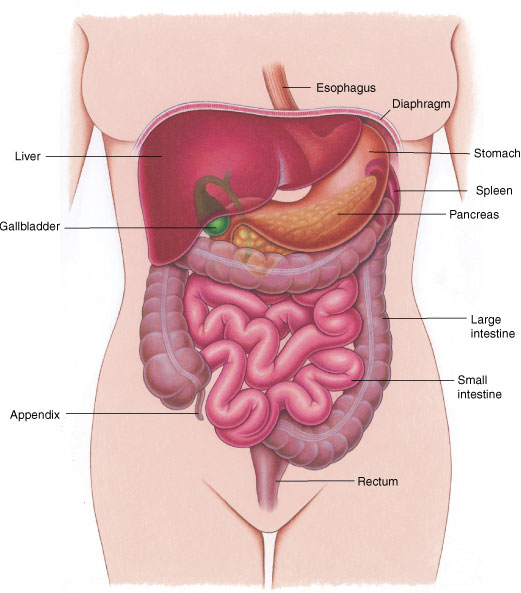 Esophagus
Diaphragm
Liver
Stomach
Spleen
Pancreas
Gallbladder
Large
intestine
Small
intestine
Appendix
Rectum